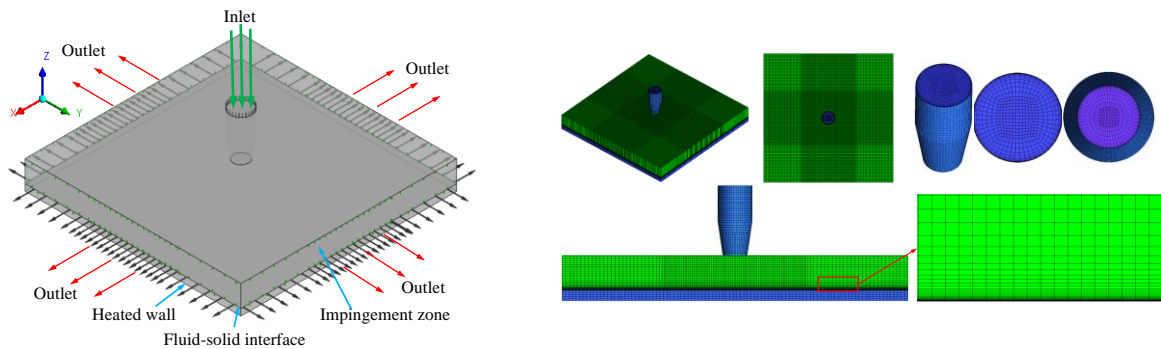 Inlet
Outlet
Outlet
Z
X
Y
Outlet
Outlet
Heated wall
Impingement zone
Fluid-solid interface